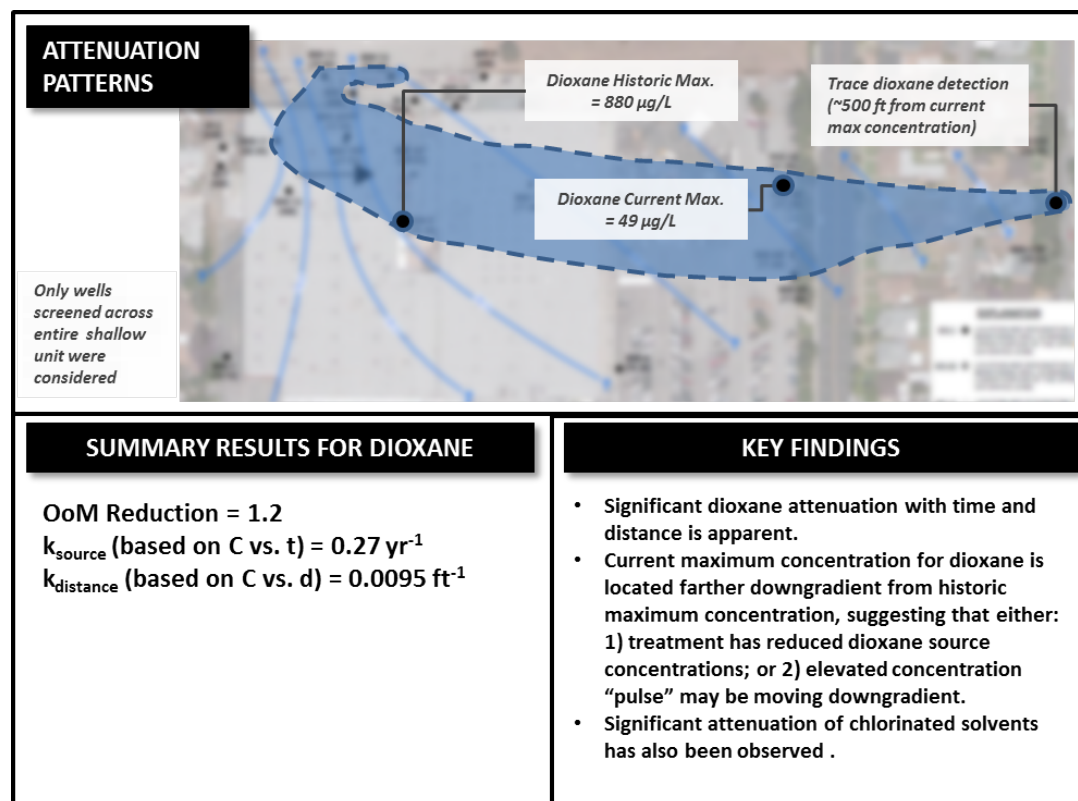 ATTENUATION
PATTERNS
Dioxane Historic Max.
= 880 µg/L
Trace dioxane detection
(~500 ft from current
max concentration)
Dioxane Current Max.
= 49 µg/L
Only wells
screened across
entire shallow
unit were
considered
SUMMARY RESULTS FOR DIOXANE
OoM Reduction = 1.2
k_source (based on C vs. t) = 0.27 yr⁻¹
k_distance (based on C vs. d) = 0.0095 ft⁻¹
KEY FINDINGS
• Significant dioxane attenuation with time and
distance is apparent.
• Current maximum concentration for dioxane is
located farther downgradient from historic
maximum concentration, suggesting that either:
1) treatment has reduced dioxane source
concentrations; or 2) elevated concentration
“pulse” may be moving downgradient.
• Significant attenuation of chlorinated solvents
has also been observed .